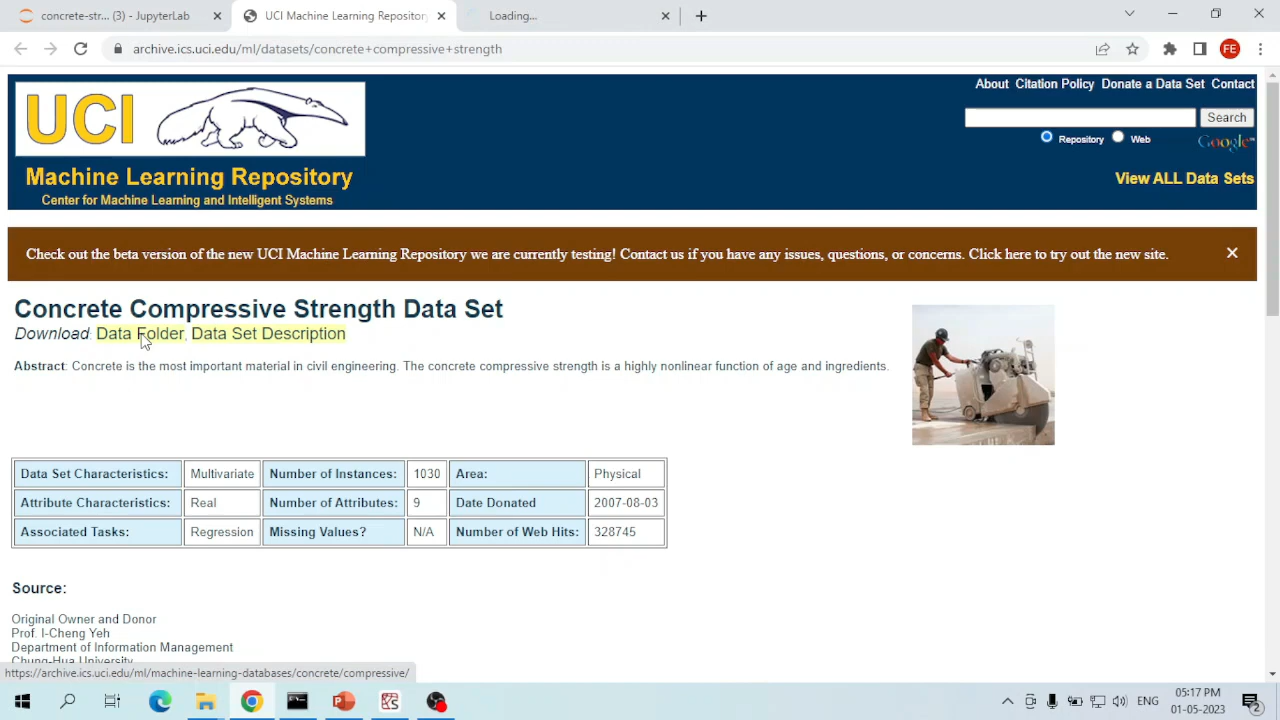 concrete-str... (3) - JupyterLab
UCI Machine Learning Repository
Loading...
archive.ics.uci.edu/ml/datasets/concrete+compressive+strength
FE
About Citation Policy Donate a Data Set Contact
UCI
Search
Repository Web
Google
Machine Learning Repository
Center for Machine Learning and Intelligent Systems
View ALL Data Sets
Check out the beta version of the new UCI Machine Learning Repository we are currently testing! Contact us if you have any issues, questions, or concerns. Click here to try out the new site.
Concrete Compressive Strength Data Set
Download: Data Folder, Data Set Description
Abstract: Concrete is the most important material in civil engineering. The concrete compressive strength is a highly nonlinear function of age and ingredients.
Data Set Characteristics: Multivariate Number of Instances: 1030 Area: Physical
Attribute Characteristics: Real Number of Attributes: 9 Date Donated 2007-08-03
Associated Tasks: Regression Missing Values? N/A Number of Web Hits: 328745
Source:
Original Owner and Donor
Prof. I-Cheng Yeh
Department of Information Management
Chung-Hua University
https://archive.ics.uci.edu/ml/machine-learning-databases/concrete/compressive/
ENG
05:17 PM
01-05-2023
2